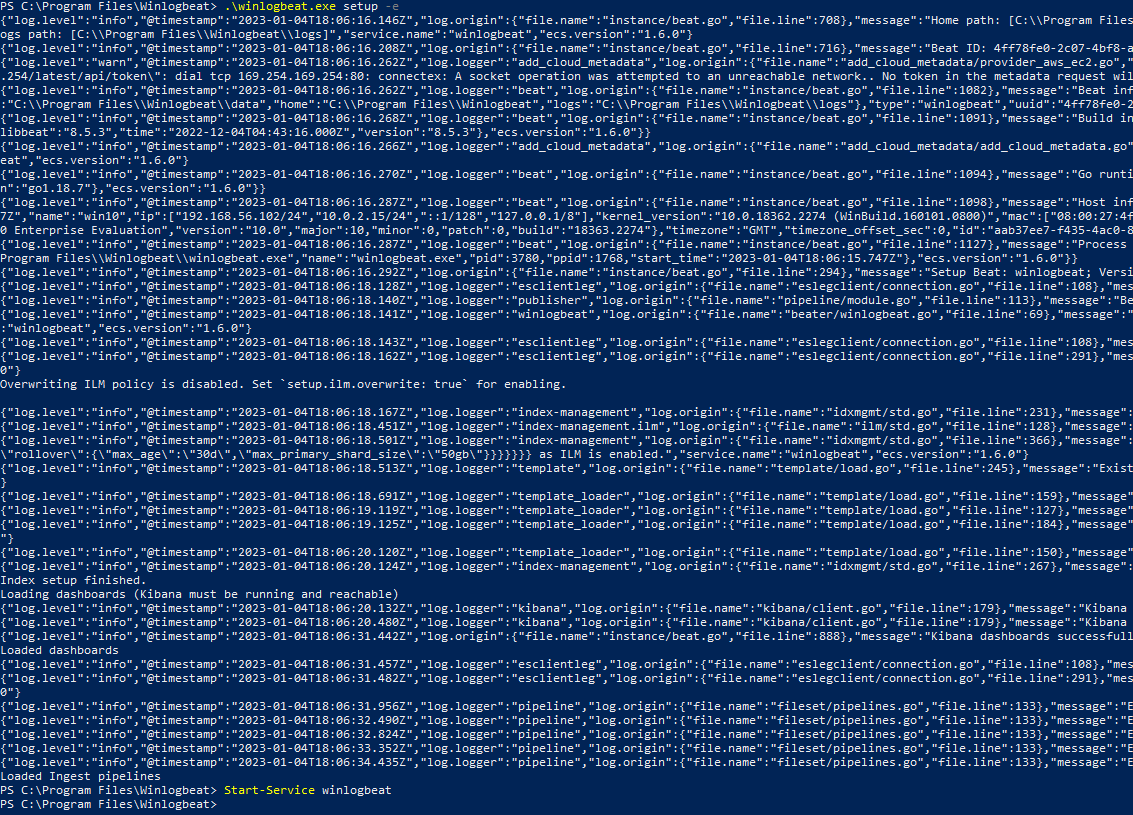 PS C:\Program Files\Winlogbeat> .\winlogbeat.exe setup -e
{"log.level":"info","@timestamp":"2023-01-04T18:06:16.146Z","log.origin":{"file.name":"instance/beat.go","file.line":708},"message":"Home path: [C:\\Program Files
ogs path: [C:\\Program Files\\Winlogbeat\\logs]","service.name":"winlogbeat","ecs.version":"1.6.0"}
{"log.level":"info","@timestamp":"2023-01-04T18:06:16.208Z","log.origin":{"file.name":"instance/beat.go","file.line":716},"message":"Beat ID: 4ff78fe0-2c07-4bf8-a
{"log.level":"warn","@timestamp":"2023-01-04T18:06:16.262Z","log.logger":"add_cloud_metadata","log.origin":{"file.name":"add_cloud_metadata/provider_aws_ec2.go","
.254/latest/api/token\": dial tcp 169.254.169.254:80: connectex: A socket operation was attempted to an unreachable network.. No token in the metadata request wil
{"log.level":"info","@timestamp":"2023-01-04T18:06:16.262Z","log.logger":"beat","log.origin":{"file.name":"instance/beat.go","file.line":1082},"message":"Beat inf
:"C:\\Program Files\\Winlogbeat\\data","home":"C:\\Program Files\\Winlogbeat","logs":"C:\\Program Files\\Winlogbeat\\logs"},"type":"winlogbeat","uuid":"4ff78fe0-2
{"log.level":"info","@timestamp":"2023-01-04T18:06:16.268Z","log.logger":"beat","log.origin":{"file.name":"instance/beat.go","file.line":1091},"message":"Build in
libbeat":"8.5.3","time":"2022-12-04T04:43:16.000Z","version":"8.5.3"},"ecs.version":"1.6.0"}}
{"log.level":"info","@timestamp":"2023-01-04T18:06:16.266Z","log.logger":"add_cloud_metadata","log.origin":{"file.name":"add_cloud_metadata/add_cloud_metadata.go"
eat","ecs.version":"1.6.0"}
{"log.level":"info","@timestamp":"2023-01-04T18:06:16.270Z","log.logger":"beat","log.origin":{"file.name":"instance/beat.go","file.line":1094},"message":"Go runti
n":"go1.18.7"},"ecs.version":"1.6.0"}}
{"log.level":"info","@timestamp":"2023-01-04T18:06:16.287Z","log.logger":"beat","log.origin":{"file.name":"instance/beat.go","file.line":1098},"message":"Host inf
7Z","name":"win10","ip":["192.168.56.102/24","10.0.2.15/24","::1/128","127.0.0.1/8"],"kernel_version":"10.0.18362.2274 (WinBuild.160101.0800)","mac":["08:00:27:4f
0 Enterprise Evaluation","version":"10.0","major":10,"minor":0,"patch":0,"build":"18363.2274"},"timezone":"GMT","timezone_offset_sec":0,"id":"aab37ee7-f435-4ac0-8
{"log.level":"info","@timestamp":"2023-01-04T18:06:16.287Z","log.logger":"beat","log.origin":{"file.name":"instance/beat.go","file.line":1127},"message":"Process
Program Files\\Winlogbeat\\winlogbeat.exe","name":"winlogbeat.exe","pid":3780,"ppid":1768,"start_time":"2023-01-04T18:06:15.747Z"},"ecs.version":"1.6.0"}}
{"log.level":"info","@timestamp":"2023-01-04T18:06:16.292Z","log.origin":{"file.name":"instance/beat.go","file.line":294},"message":"Setup Beat: winlogbeat; Versi
{"log.level":"info","@timestamp":"2023-01-04T18:06:18.128Z","log.logger":"esclientleg","log.origin":{"file.name":"eslegclient/connection.go","file.line":108},"mes
{"log.level":"info","@timestamp":"2023-01-04T18:06:18.140Z","log.logger":"publisher","log.origin":{"file.name":"pipeline/module.go","file.line":113},"message":"Be
{"log.level":"info","@timestamp":"2023-01-04T18:06:18.141Z","log.logger":"winlogbeat","log.origin":{"file.name":"beater/winlogbeat.go","file.line":69},"message":"
:"winlogbeat","ecs.version":"1.6.0"}
{"log.level":"info","@timestamp":"2023-01-04T18:06:18.143Z","log.logger":"esclientleg","log.origin":{"file.name":"eslegclient/connection.go","file.line":108},"mes
{"log.level":"info","@timestamp":"2023-01-04T18:06:18.162Z","log.logger":"esclientleg","log.origin":{"file.name":"eslegclient/connection.go","file.line":291},"mes
0"}
Overwriting ILM policy is disabled. Set `setup.ilm.overwrite: true` for enabling.
{"log.level":"info","@timestamp":"2023-01-04T18:06:18.167Z","log.logger":"index-management","log.origin":{"file.name":"idxmgmt/std.go","file.line":231},"message":
{"log.level":"info","@timestamp":"2023-01-04T18:06:18.451Z","log.logger":"index-management.ilm","log.origin":{"file.name":"ilm/std.go","file.line":128},"message":
{"log.level":"info","@timestamp":"2023-01-04T18:06:18.501Z","log.logger":"index-management","log.origin":{"file.name":"idxmgmt/std.go","file.line":366},"message":
\"rollover\":{\"max_age\":\"30d\",\"max_primary_shard_size\":\"50gb\"}}}}}}} as ILM is enabled.","service.name":"winlogbeat","ecs.version":"1.6.0"}
{"log.level":"info","@timestamp":"2023-01-04T18:06:18.513Z","log.logger":"template","log.origin":{"file.name":"template/load.go","file.line":245},"message":"Exist
}
{"log.level":"info","@timestamp":"2023-01-04T18:06:18.691Z","log.logger":"template_loader","log.origin":{"file.name":"template/load.go","file.line":159},"message"
{"log.level":"info","@timestamp":"2023-01-04T18:06:19.119Z","log.logger":"template_loader","log.origin":{"file.name":"template/load.go","file.line":127},"message"
{"log.level":"info","@timestamp":"2023-01-04T18:06:19.125Z","log.logger":"template_loader","log.origin":{"file.name":"template/load.go","file.line":184},"message"
"}
{"log.level":"info","@timestamp":"2023-01-04T18:06:20.120Z","log.logger":"template_loader","log.origin":{"file.name":"template/load.go","file.line":150},"message"
{"log.level":"info","@timestamp":"2023-01-04T18:06:20.124Z","log.logger":"index-management","log.origin":{"file.name":"idxmgmt/std.go","file.line":267},"message":
Index setup finished.
Loading dashboards (Kibana must be running and reachable)
{"log.level":"info","@timestamp":"2023-01-04T18:06:20.132Z","log.logger":"kibana","log.origin":{"file.name":"kibana/client.go","file.line":179},"message":"Kibana
{"log.level":"info","@timestamp":"2023-01-04T18:06:20.480Z","log.logger":"kibana","log.origin":{"file.name":"kibana/client.go","file.line":179},"message":"Kibana
{"log.level":"info","@timestamp":"2023-01-04T18:06:31.442Z","log.origin":{"file.name":"instance/beat.go","file.line":888},"message":"Kibana dashboards successfull
Loaded dashboards
{"log.level":"info","@timestamp":"2023-01-04T18:06:31.457Z","log.logger":"esclientleg","log.origin":{"file.name":"eslegclient/connection.go","file.line":108},"mes
{"log.level":"info","@timestamp":"2023-01-04T18:06:31.482Z","log.logger":"esclientleg","log.origin":{"file.name":"eslegclient/connection.go","file.line":291},"mes
0"}
{"log.level":"info","@timestamp":"2023-01-04T18:06:31.956Z","log.logger":"pipeline","log.origin":{"file.name":"fileset/pipelines.go","file.line":133},"message":"E
{"log.level":"info","@timestamp":"2023-01-04T18:06:32.490Z","log.logger":"pipeline","log.origin":{"file.name":"fileset/pipelines.go","file.line":133},"message":"E
{"log.level":"info","@timestamp":"2023-01-04T18:06:32.824Z","log.logger":"pipeline","log.origin":{"file.name":"fileset/pipelines.go","file.line":133},"message":"E
{"log.level":"info","@timestamp":"2023-01-04T18:06:33.352Z","log.logger":"pipeline","log.origin":{"file.name":"fileset/pipelines.go","file.line":133},"message":"E
{"log.level":"info","@timestamp":"2023-01-04T18:06:34.435Z","log.logger":"pipeline","log.origin":{"file.name":"fileset/pipelines.go","file.line":133},"message":"E
Loaded Ingest pipelines
PS C:\Program Files\Winlogbeat> Start-Service winlogbeat
PS C:\Program Files\Winlogbeat>